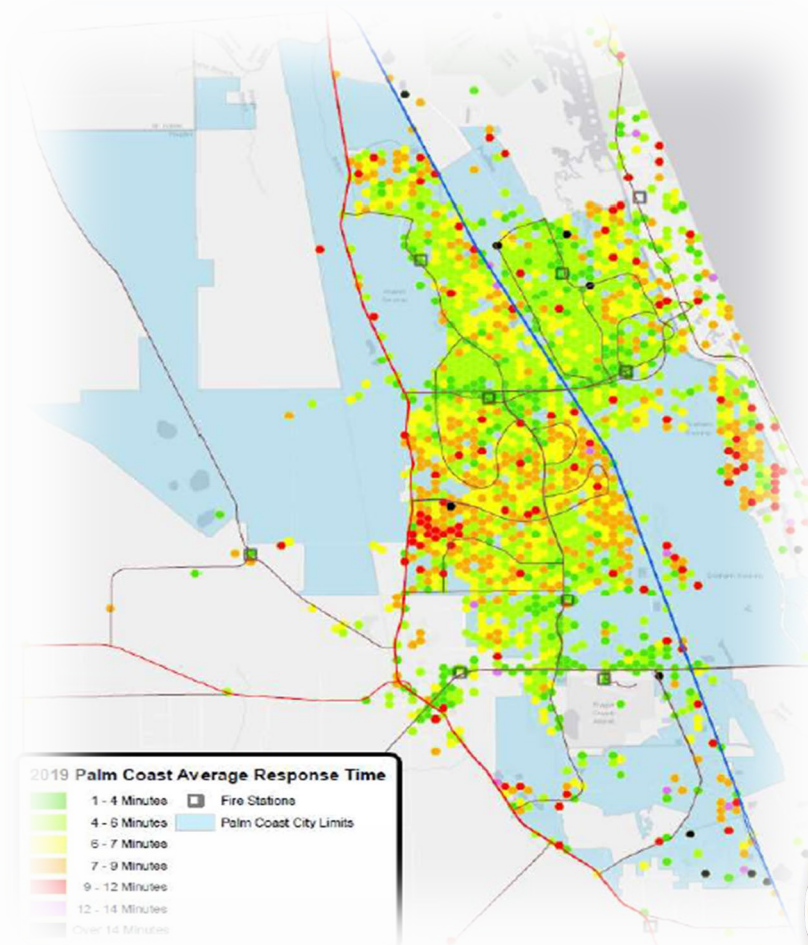 2019 Palm Coast Average Response Time
1 - 4 Minutes
Fire Stations
4 - 6 Minutes
Palm Coast City Limits
6 - 7 Minutes
7 - 9 Minutes
9 - 12 Minutes
12 - 14 Minutes
Over 14 Minutes